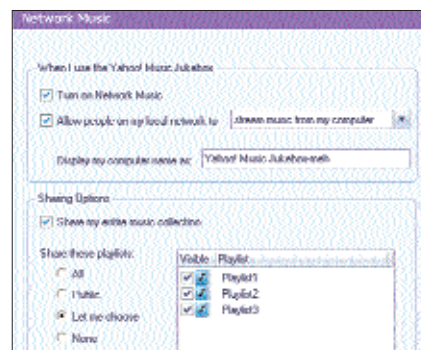 Network Music
When I use the Yahoo! Music Jukebox
Turn on Network Music
Allow people on my local network to stream music from my computer
Display my computer name as: Yahoo! Music Jukebox-meh
Sharing Options
Share my entire music collection
Share these playlists:
Visible Playlist
All
Playlist1
Public
Playlist2
Let me choose
Playlist3
None